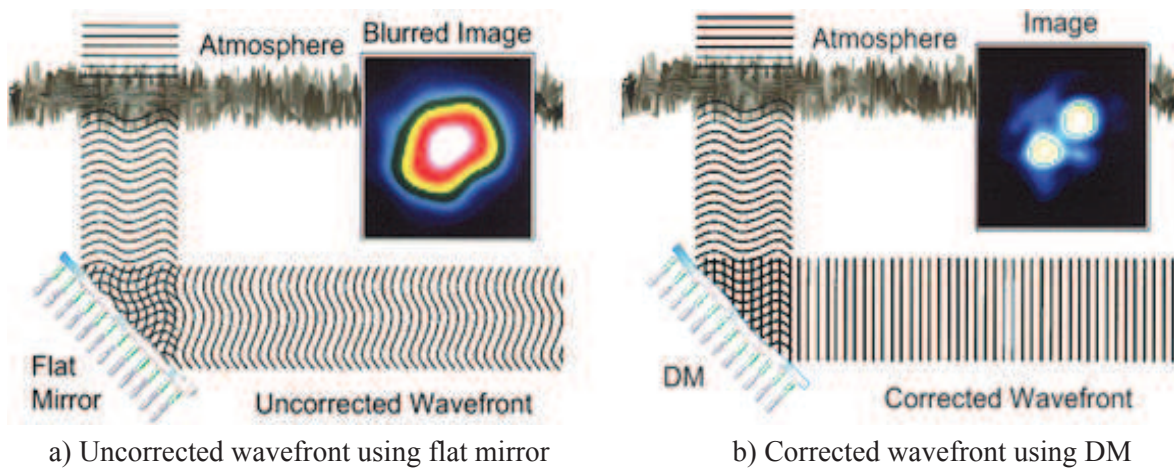 Atmosphere
Blurred Image
Flat
Mirror
Uncorrected Wavefront
a) Uncorrected wavefront using flat mirror
Atmosphere
Image
DM
Corrected Wavefront
b) Corrected wavefront using DM